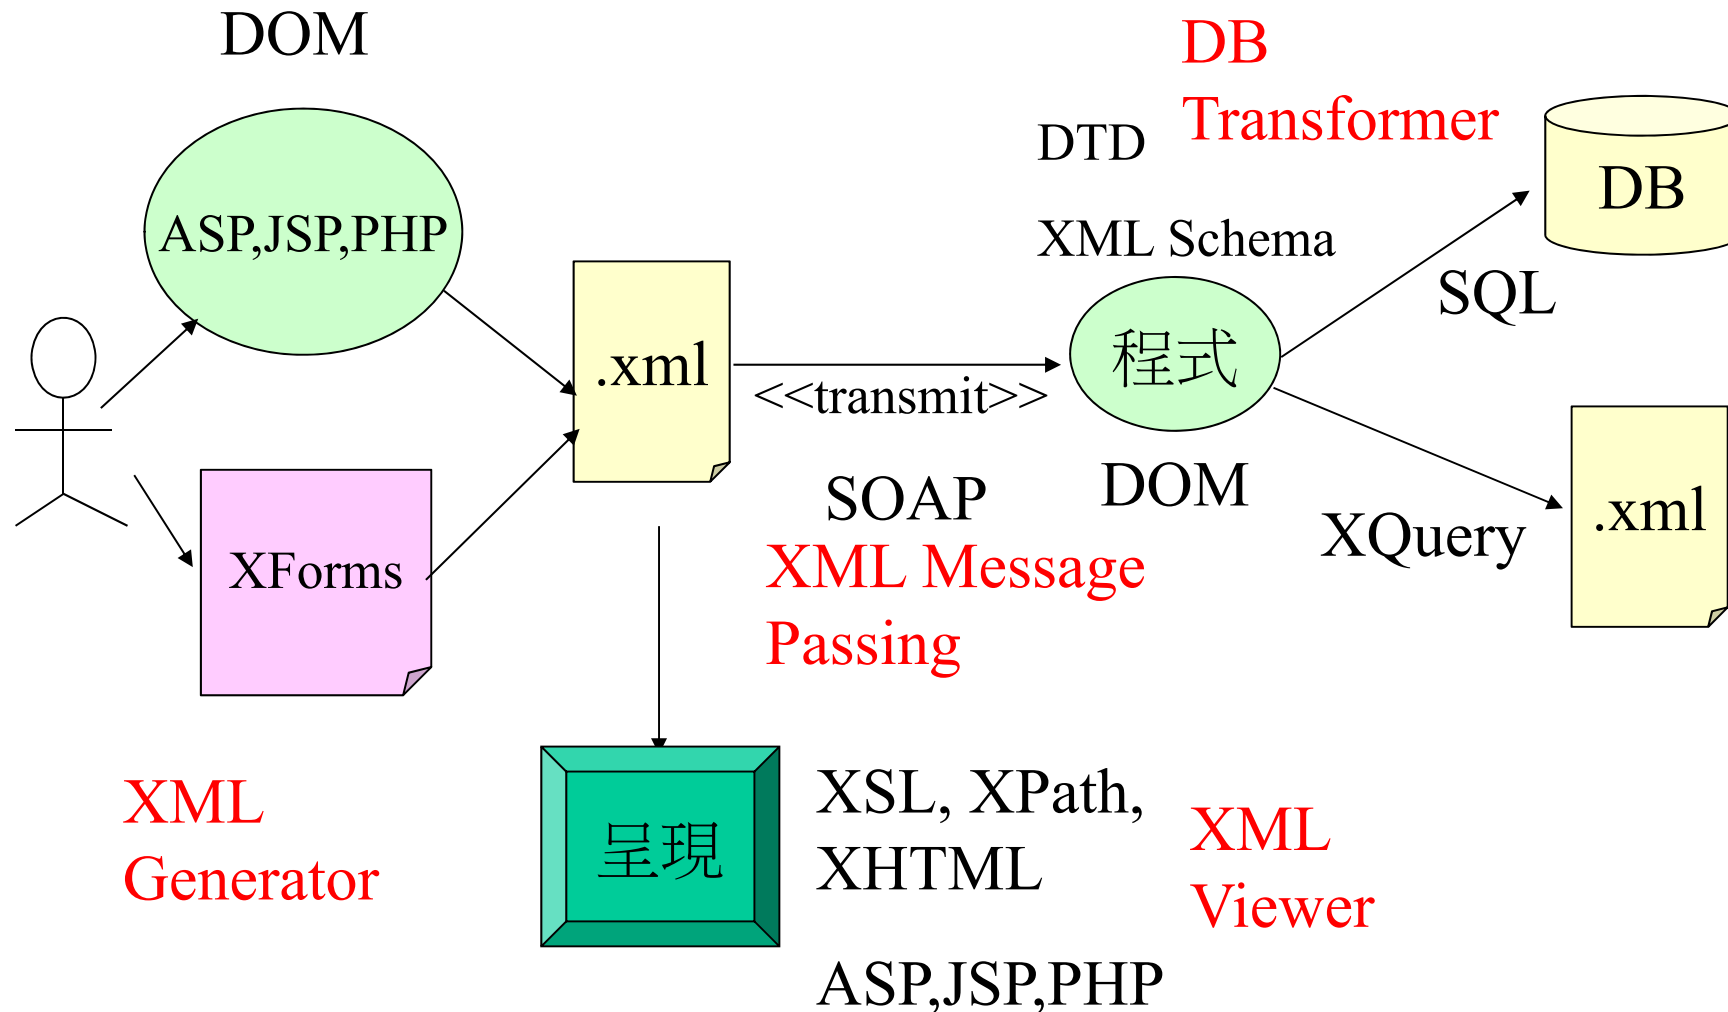 DOM
DB
Transformer
DTD
DB
ASP,JSP,PHP
XML Schema
SQL
.xml
程式
<<transmit>>
SOAP
DOM
XQuery
.xml
XForms
XML Message
Passing
XML
Generator
呈現
XSL, XPath,
XHTML
XML
Viewer
ASP,JSP,PHP